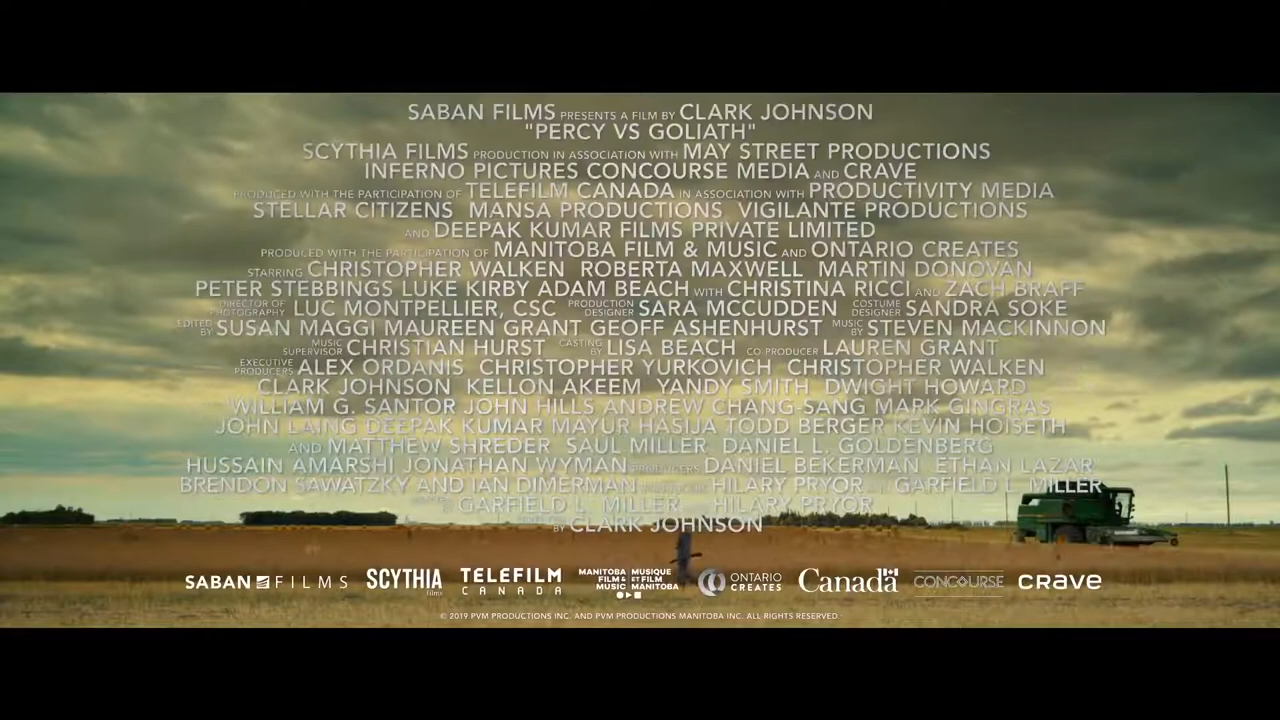 SABAN FILMS PRESENTS A FILM BY CLARK JOHNSON
"PERCY VS GOLIATH"
SCYTHIA FILMS PRODUCTION IN ASSOCIATION WITH MAY STREET PRODUCTIONS
INFERNO PICTURES CONCOURSE MEDIA AND CRAVE
PRODUCED WITH THE PARTICIPATION OF TELEFILM CANADA IN ASSOCIATION WITH PRODUCTIVITY MEDIA
STELLAR CITIZENS MANSA PRODUCTIONS VIGILANTE PRODUCTIONS
AND DEEPAK KUMAR FILMS PRIVATE LIMITED
PRODUCED WITH THE PARTICIPATION OF MANITOBA FILM & MUSIC AND ONTARIO CREATES
STARRING CHRISTOPHER WALKEN ROBERTA MAXWELL MARTIN DONOVAN
PETER STEBBINGS LUKE KIRBY ADAM BEACH WITH CHRISTINA RICCI AND ZACH BRAFF
DIRECTOR OF PHOTOGRAPHY LUC MONTPELLIER, CSC PRODUCTION DESIGNER SARA MCCUDDEN COSTUME DESIGNER SANDRA SOKE
EDITED BY SUSAN MAGGI MAUREEN GRANT GEOFF ASHENHURST MUSIC BY STEVEN MACKINNON
MUSIC SUPERVISOR CHRISTIAN HURST CASTING BY LISA BEACH CO-PRODUCER LAUREN GRANT
EXECUTIVE PRODUCERS ALEX ORDANIS CHRISTOPHER YURKOVICH CHRISTOPHER WALKEN
CLARK JOHNSON KELLON AKEEM YANDY SMITH DWIGHT HOWARD
WILLIAM G. SANTOR JOHN HILLS ANDREW CHANG-SANG MARK GINGRAS
JOHN LAING DEEPAK KUMAR MAYUR HASIJA TODD BERGER KEVIN HOISETH
AND MATTHEW SHREDER SAUL MILLER DANIEL L. GOLDENBERG
HUSSAIN AMARSHI JONATHAN WYMAN PRODUCERS DANIEL BEKERMAN ETHAN LAZAR
BRENDON SAWATZKY AND IAN DIMERMAN HILARY PRYOR GARFIELD L. MILLER
GARFIELD L. MILLER HILARY PRYOR
BY CLARK JOHNSON
SABAN FILMS SCYTHIA films TELEFILM CANADA MANITOBA FILM & MUSIC MUSIQUE ET FILM MANITOBA ONTARIO CREATES Canada CONCOURSE crave
© 2019 PVM PRODUCTIONS INC. AND PVM PRODUCTIONS MANITOBA INC. ALL RIGHTS RESERVED.